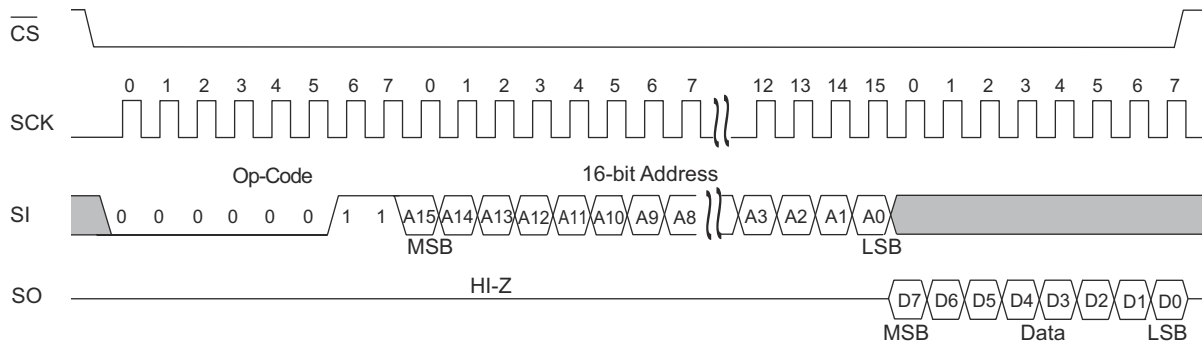 CS
0 1 2 3 4 5 6 7 0 1 2 3 4 5 6 7 12 13 14 15 0 1 2 3 4 5 6 7
SCK
Op-Code 16-bit Address
SI 0 0 0 0 0 0 1 1 A15 A14 A13 A12 A11 A10 A9 A8 A3 A2 A1 A0
MSB LSB
HI-Z
SO D7 D6 D5 D4 D3 D2 D1 D0
MSB Data LSB